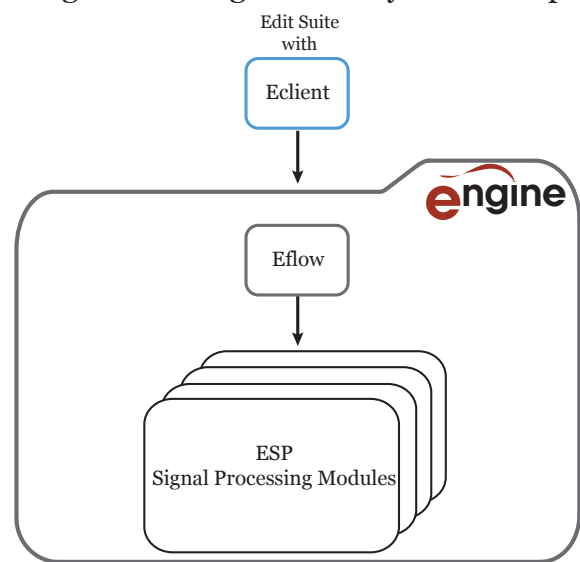 Edit Suite
with
Eclient
engine
Eflow
ESP
Signal Processing Modules